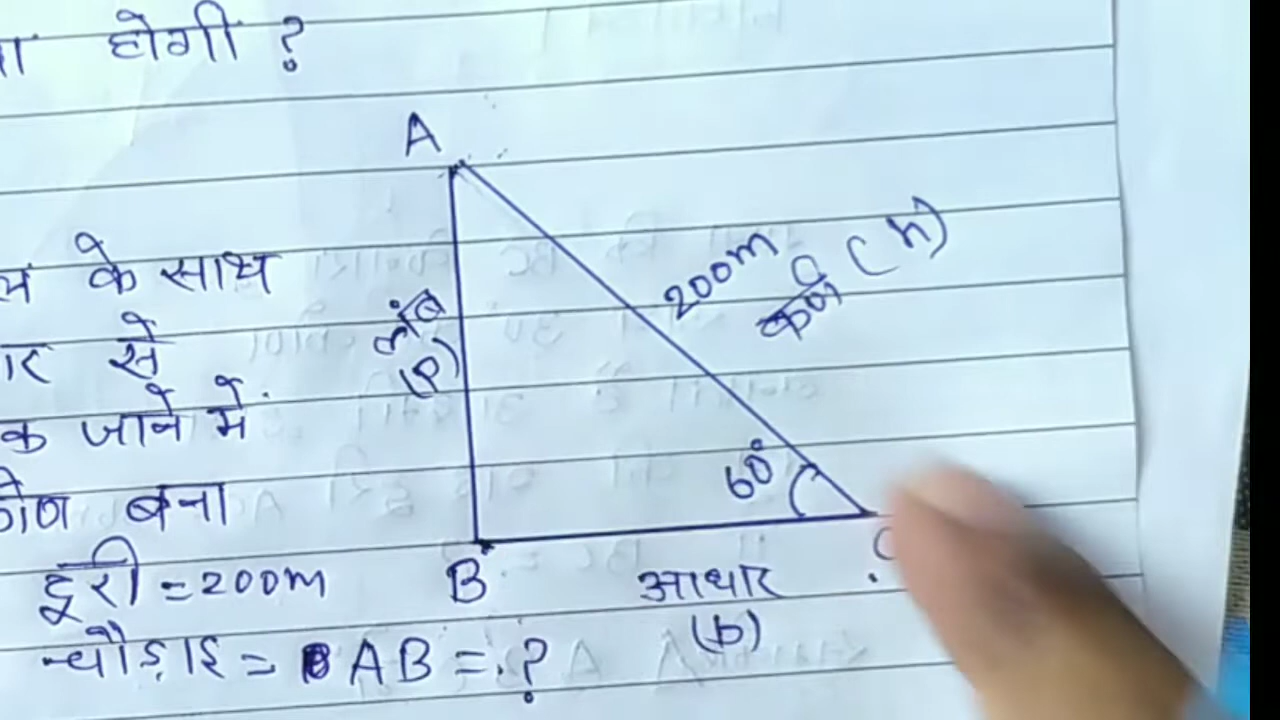 होगी ?
A
के साथ
200m
कर्ण (h)
लंब
(P)
से
जाने में
60°
बना
दूरी = 200m
B
C
आधार
(b)
चौड़ाई = AB = ?